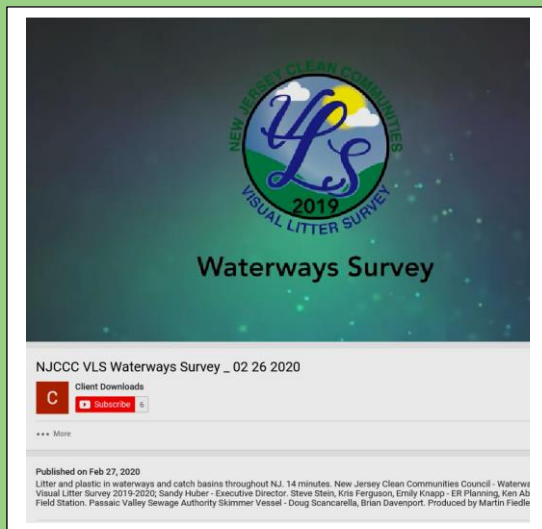 NEW JERSEY CLEAN COMMUNITIES
VLS
2019
VISUAL LITTER SURVEY
Waterways Survey
NJCCC VLS Waterways Survey _ 02 26 2020
C
Client Downloads
Subscribe 6
••• More
Published on Feb 27, 2020
Litter and plastic in waterways and catch basins throughout NJ. 14 minutes. New Jersey Clean Communities Council - Waterwa
Visual Litter Survey 2019-2020; Sandy Huber - Executive Director. Steve Stein, Kris Ferguson, Emily Knapp - ER Planning, Ken Ab
Field Station. Passaic Valley Sewage Authority Skimmer Vessel - Doug Scancarella, Brian Davenport. Produced by Martin Fiedle